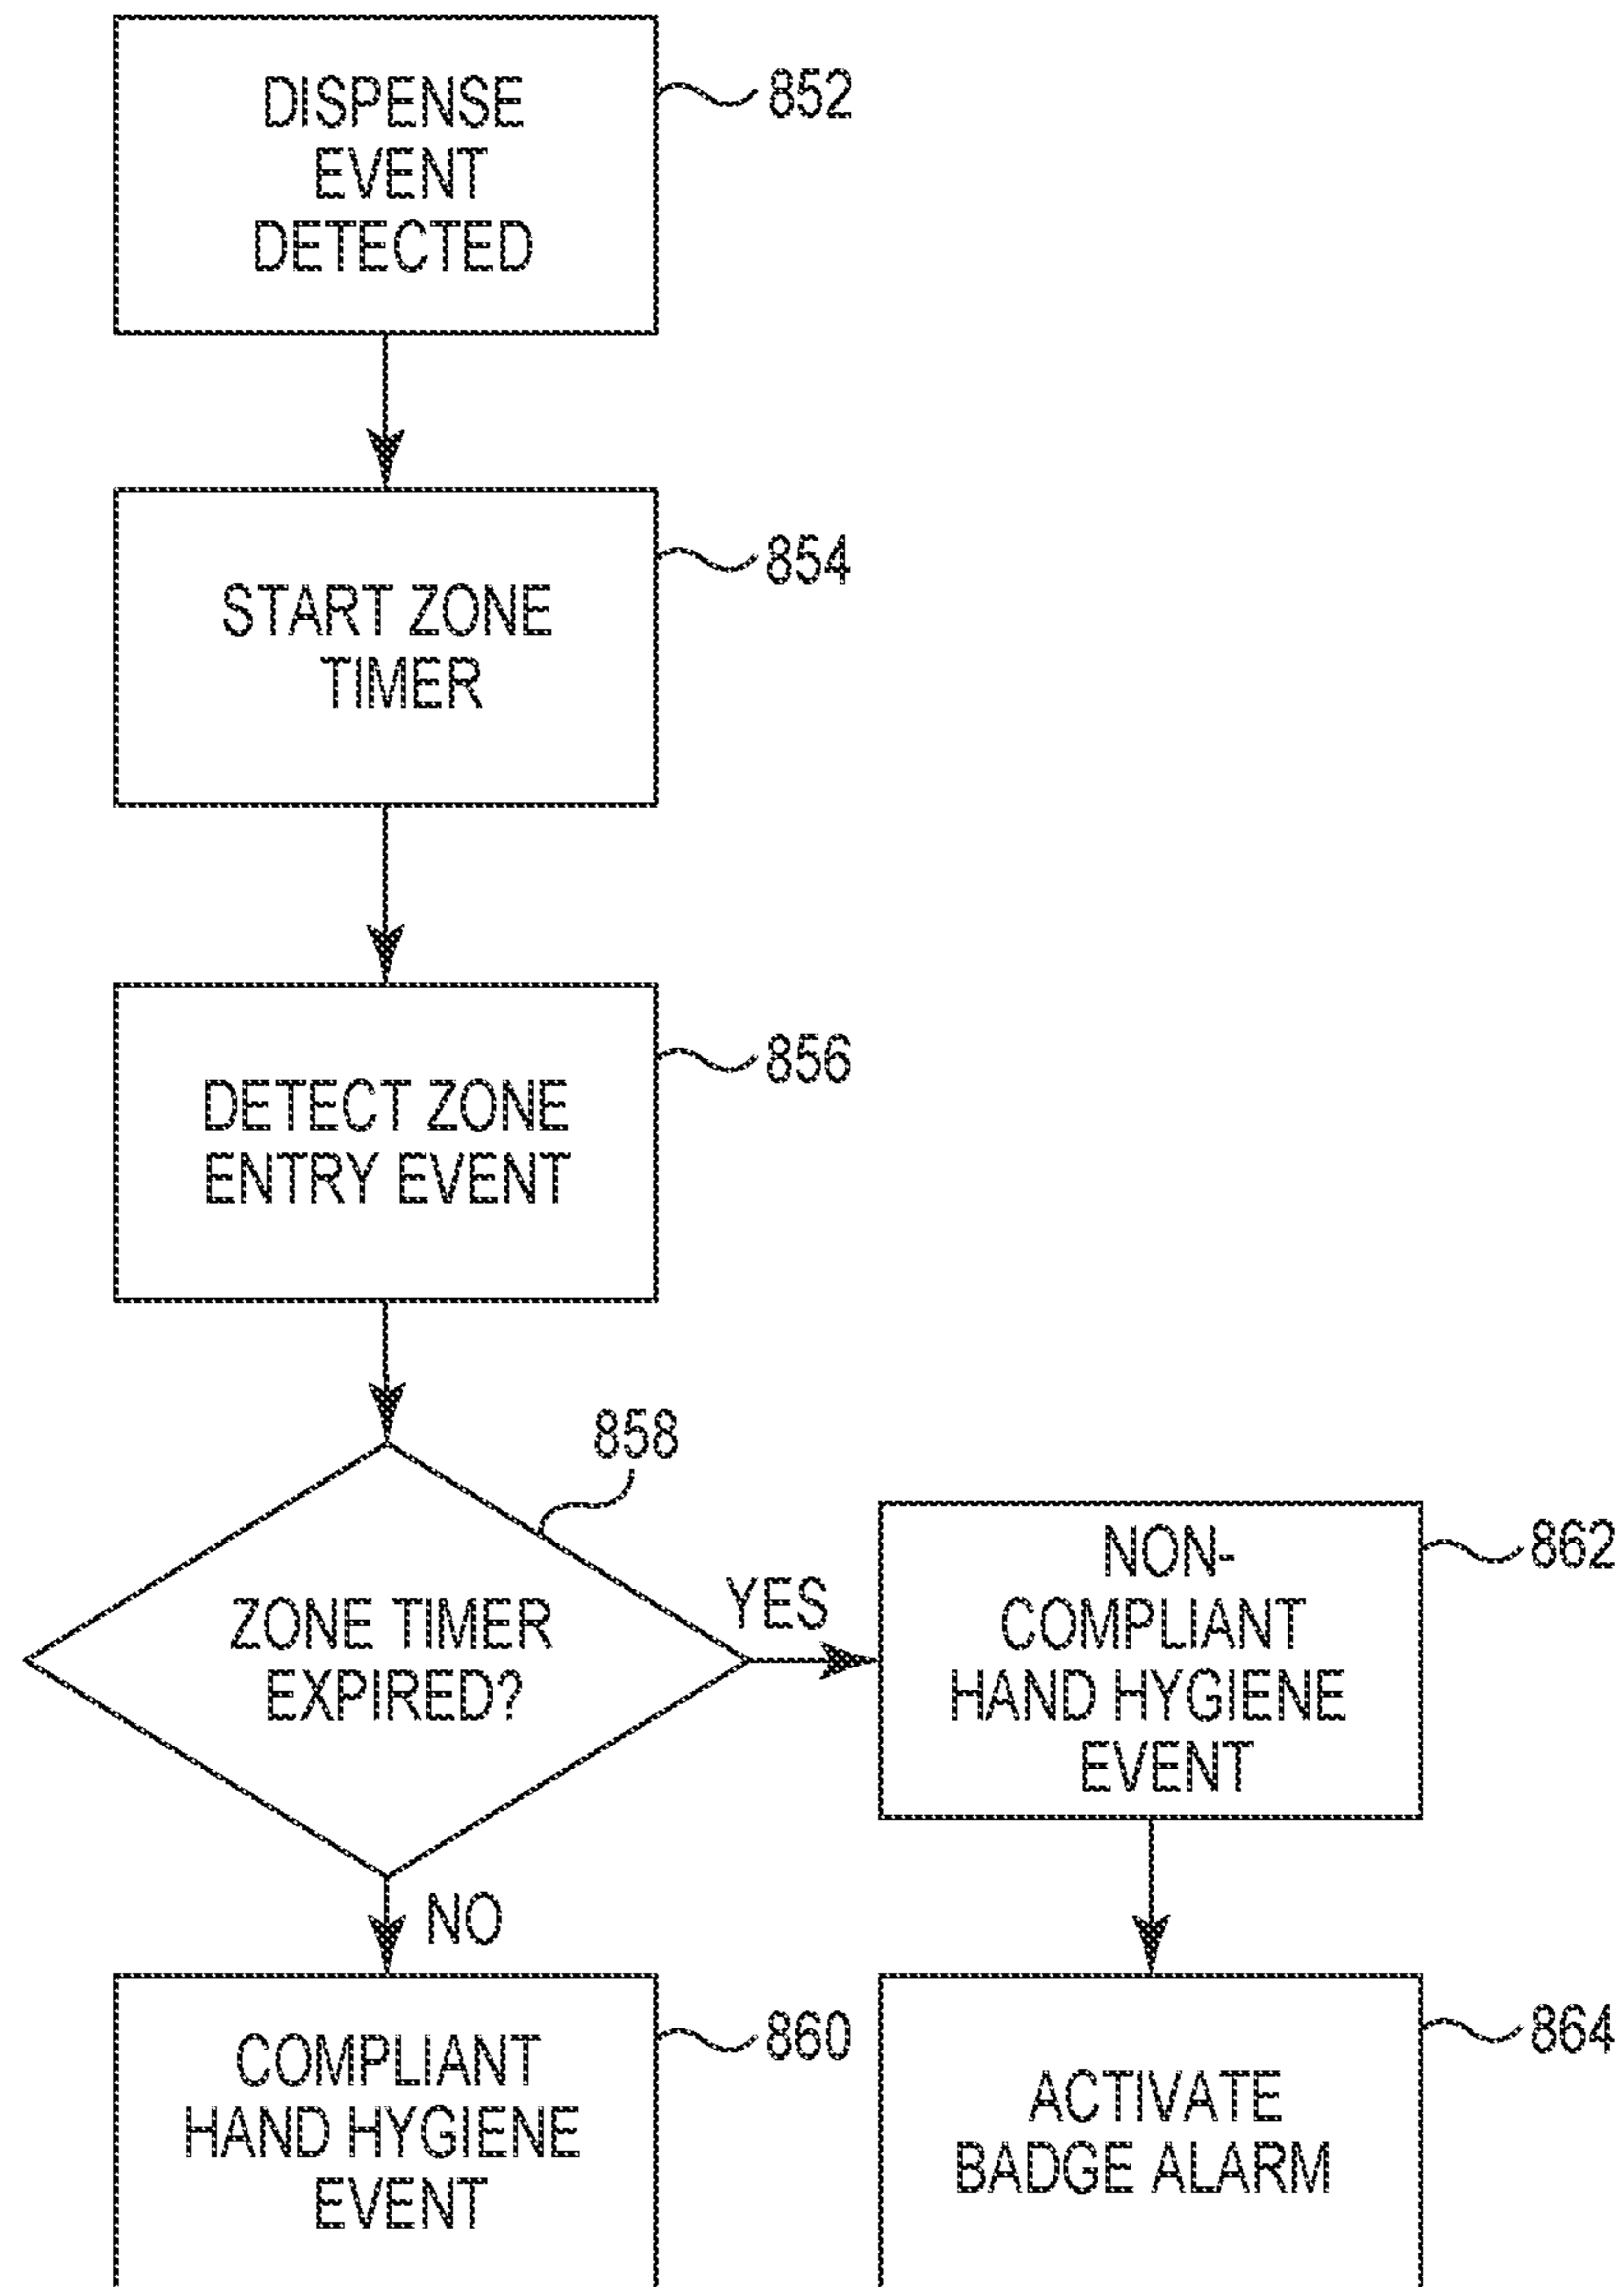 DISPENSE
EVENT
DETECTED
852
START ZONE
TIMER
854
DETECT ZONE
ENTRY EVENT
856
858
ZONE TIMER
EXPIRED?
YES
NON-
COMPLIANT
HAND HYGIENE
EVENT
862
NO
COMPLIANT
HAND HYGIENE
EVENT
860
ACTIVATE
BADGE ALARM
864